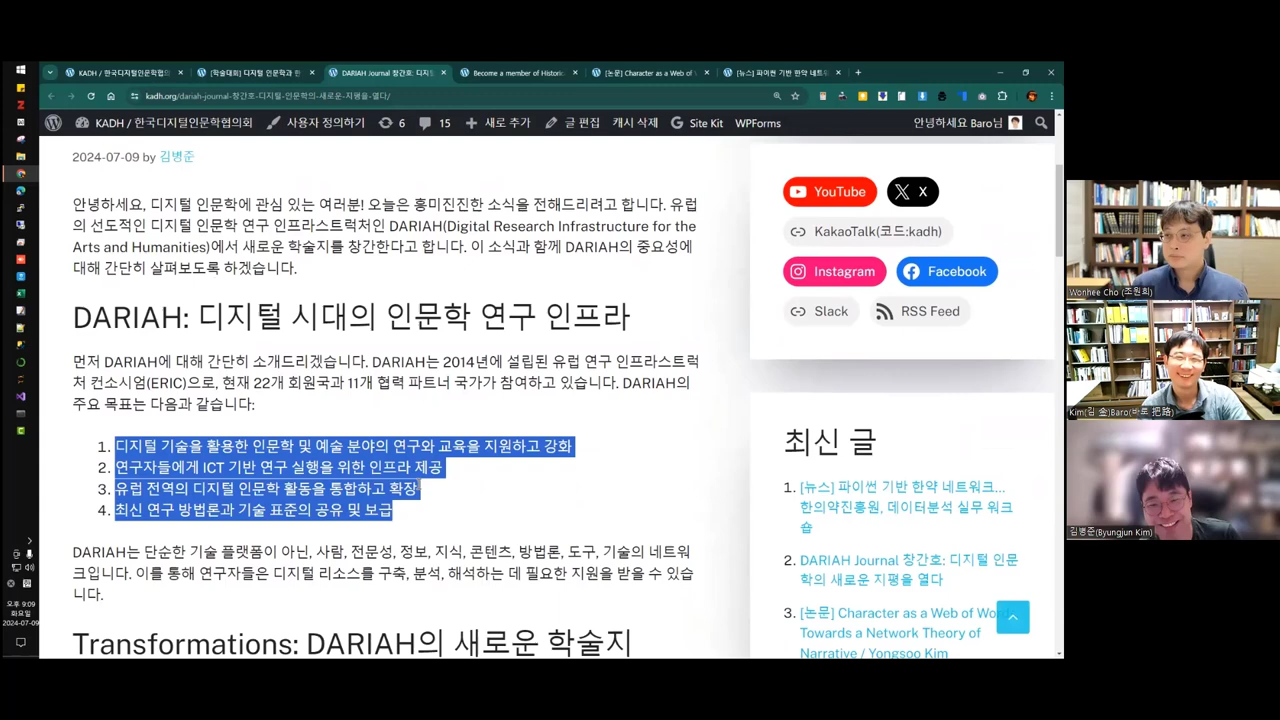 KADH / 한국디지털인문학협
[학술대회] 디지털 인문학과 한
DARIAH Journal 창간호: 디지
Become a member of Historic
[논문] Character as a Web of W
[뉴스] 파이썬 기반 한약 네트워
kadh.org/dariah-journal-창간호-디지털-인문학의-새로운-지평을-열다/
KADH / 한국디지털인문학협의회
사용자 정의하기
6
15
새로 추가
글 편집
캐시 삭제
Site Kit
WPForms
안녕하세요 Baro님
2024-07-09 by 김병준
안녕하세요, 디지털 인문학에 관심 있는 여러분! 오늘은 흥미진진한 소식을 전해드리려고 합니다. 유럽
의 선도적인 디지털 인문학 연구 인프라스트럭처인 DARIAH(Digital Research Infrastructure for the
Arts and Humanities)에서 새로운 학술지를 창간한다고 합니다. 이 소식과 함께 DARIAH의 중요성에
대해 간단히 살펴보도록 하겠습니다.
DARIAH: 디지털 시대의 인문학 연구 인프라
먼저 DARIAH에 대해 간단히 소개드리겠습니다. DARIAH는 2014년에 설립된 유럽 연구 인프라스트럭
처 컨소시엄(ERIC)으로, 현재 22개 회원국과 11개 협력 파트너 국가가 참여하고 있습니다. DARIAH의
주요 목표는 다음과 같습니다:
1. 디지털 기술을 활용한 인문학 및 예술 분야의 연구와 교육을 지원하고 강화
2. 연구자들에게 ICT 기반 연구 실행을 위한 인프라 제공
3. 유럽 전역의 디지털 인문학 활동을 통합하고 확장
4. 최신 연구 방법론과 기술 표준의 공유 및 보급
DARIAH는 단순한 기술 플랫폼이 아닌, 사람, 전문성, 정보, 지식, 콘텐츠, 방법론, 도구, 기술의 네트워
크입니다. 이를 통해 연구자들은 디지털 리소스를 구축, 분석, 해석하는 데 필요한 지원을 받을 수 있습
니다.
Transformations: DARIAH의 새로운 학술지
YouTube
X
KakaoTalk(코드:kadh)
Instagram
Facebook
Slack
RSS Feed
최신 글
1. [뉴스] 파이썬 기반 한약 네트워크…
한의약진흥원, 데이터분석 실무 워크
숍
2. DARIAH Journal 창간호: 디지털 인문
학의 새로운 지평을 열다
3. [논문] Character as a Web of Words
Towards a Network Theory of
Narrative / Yongsoo Kim
오후 9:09
화요일
2024-07-09
Wonhee Cho (조원희)
Kim(김 金)Baro(바로 把路)
김병준(Byungjun Kim)